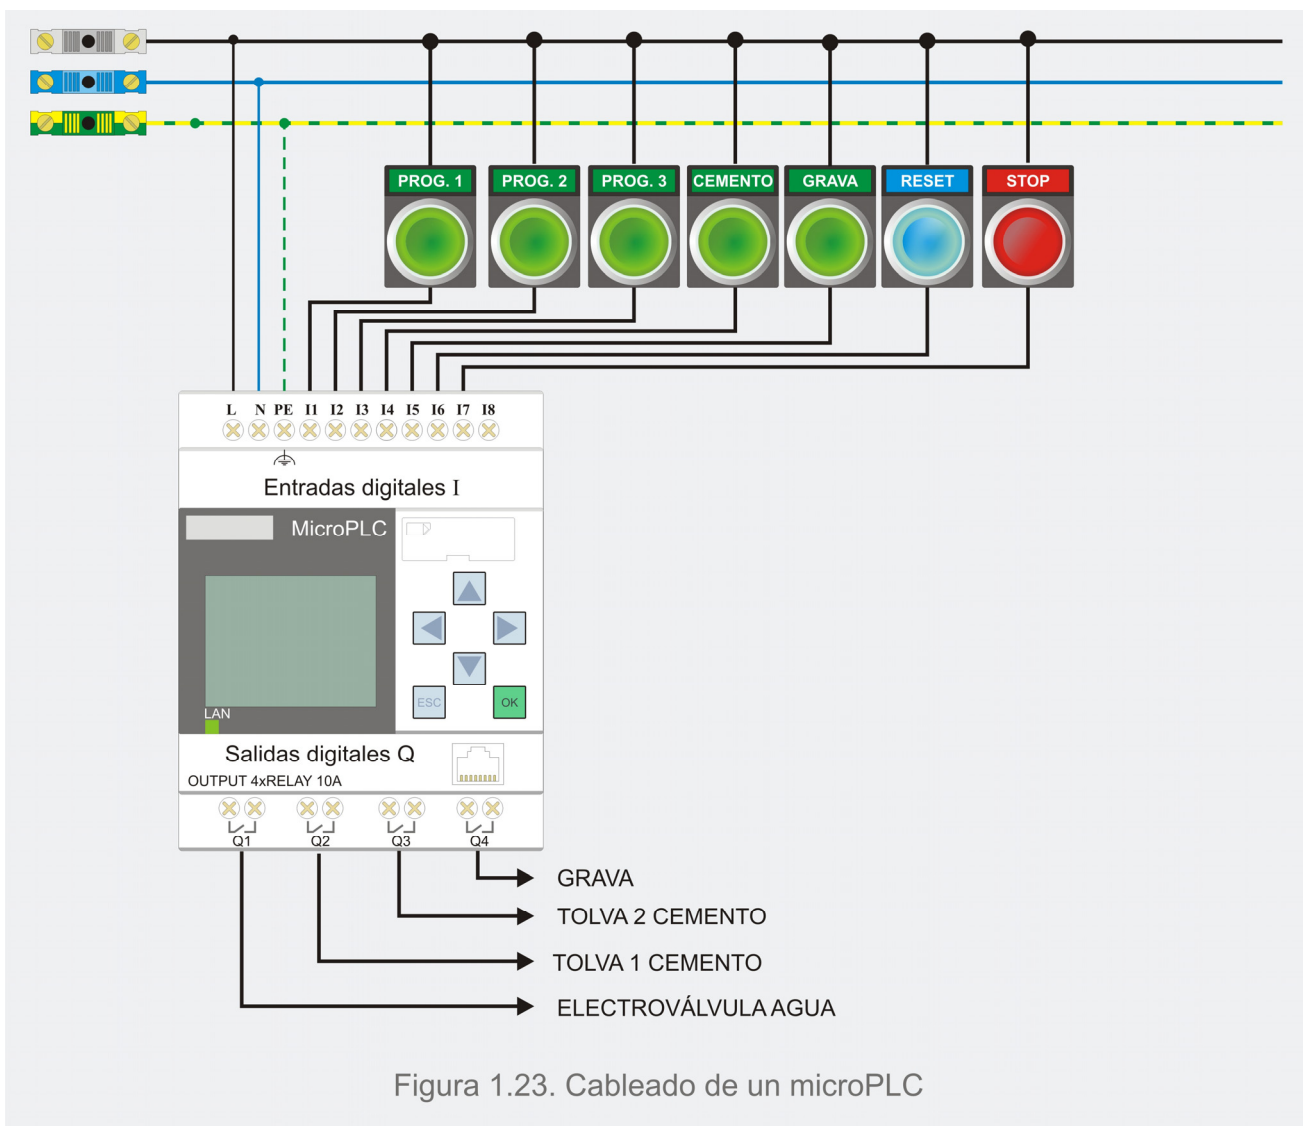 PROG. 1 PROG. 2 PROG. 3 CEMENTO GRAVA RESET STOP
L N PE I1 I2 I3 I4 I5 I6 I7 I8
Entradas digitales I
MicroPLC
ESC OK
LAN
Salidas digitales Q
OUTPUT 4xRELAY 10A
Q1 Q2 Q3 Q4
GRAVA
TOLVA 2 CEMENTO
TOLVA 1 CEMENTO
ELECTROVÁLVULA AGUA
Figura 1.23. Cableado de un microPLC